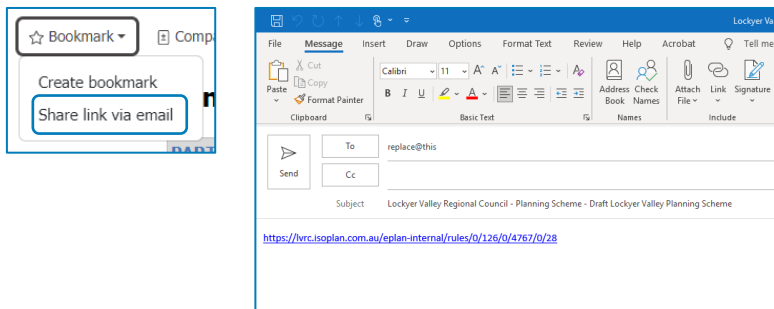 Bookmark
Compa
Create bookmark
Share link via email
PART
Lockyer Va
File Message Insert Draw Options Format Text Review Help Acrobat Tell me
Paste
Cut
Copy
Format Painter
Clipboard
Calibri 11 A^ A˅ A
B I U A
Basic Text
Address Book
Check Names
Names
Attach File
Link
Signature
Include
Send
To replace@this
Cc
Subject Lockyer Valley Regional Council - Planning Scheme - Draft Lockyer Valley Planning Scheme
https://lvrc.isoplan.com.au/eplan-internal/rules/0/126/0/4767/0/28